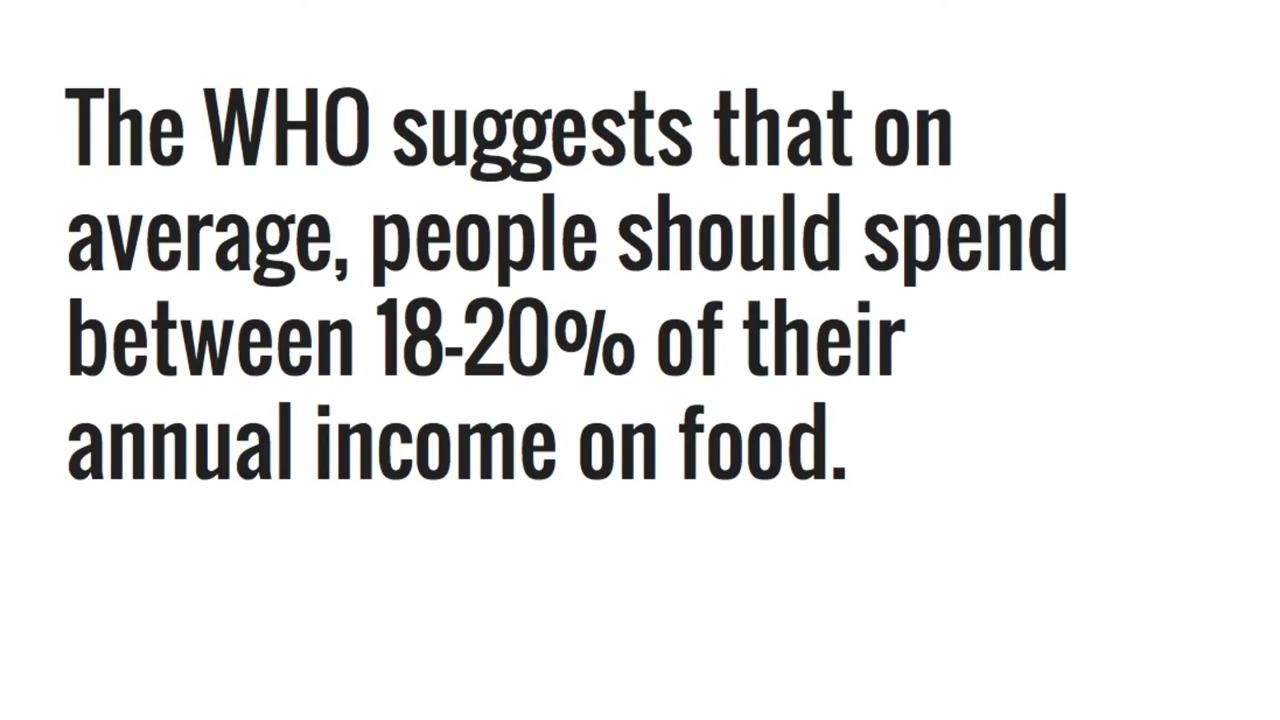 The WHO suggests that on
average, people should spend
between 18-20% of their
annual income on food.